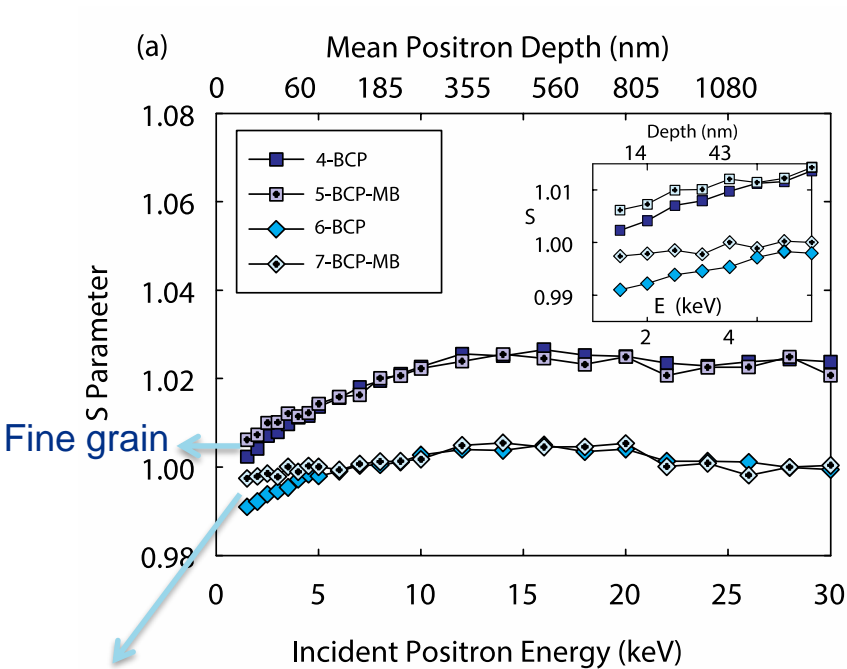 (a)
Mean Positron Depth (nm)
0 60 185 355 560 805 1080
1.08
1.06
1.04
1.02
1.00
0.98
S Parameter
4-BCP
5-BCP-MB
6-BCP
7-BCP-MB
Depth (nm)
14 43
1.01
1.00
0.99
S
E (keV)
2 4
Fine grain
0 5 10 15 20 25 30
Incident Positron Energy (keV)